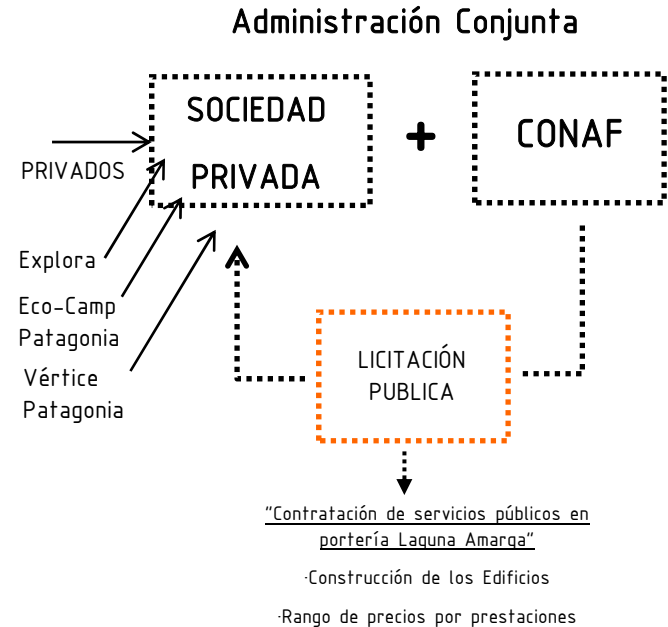 Administración Conjunta
SOCIEDAD
PRIVADA
+
CONAF
PRIVADOS
Explora
Eco-Camp
Patagonia
Vértice
Patagonia
LICITACIÓN
PUBLICA
"Contratación de servicios públicos en
portería Laguna Amarga"
·Construcción de los Edificios
·Rango de precios por prestaciones